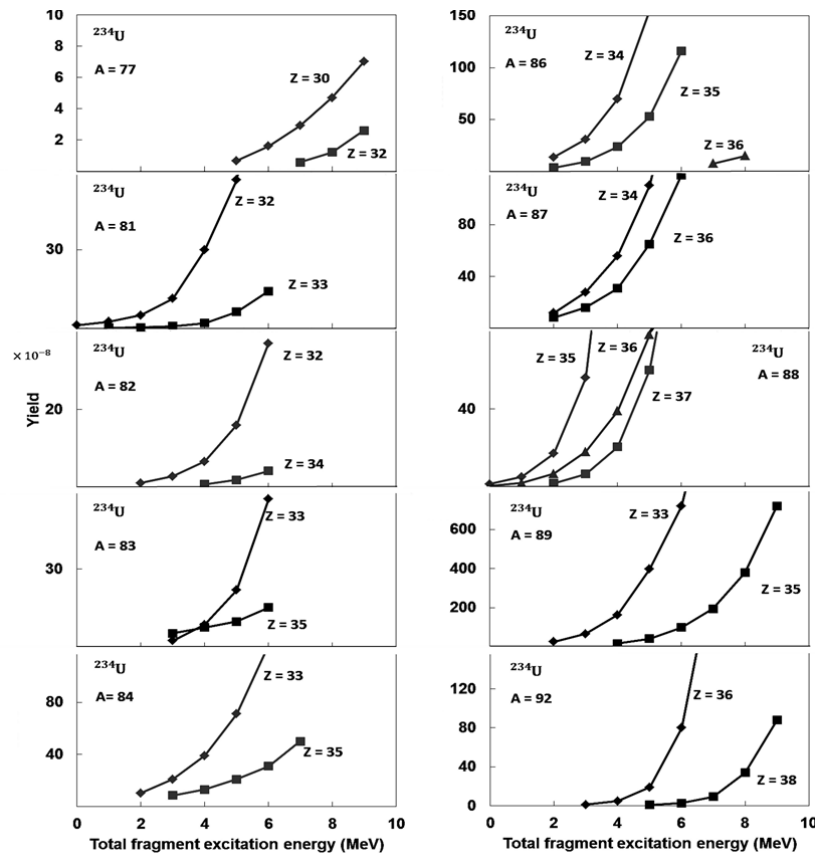 10
²³⁴U
A = 77
8
6
4
2
Z = 30
Z = 32
²³⁴U
A = 81
30
Z = 32
Z = 33
× 10⁻⁸
Yield
²³⁴U
A = 82
20
Z = 32
Z = 34
²³⁴U
A = 83
30
Z = 33
Z = 35
²³⁴U
A= 84
80
40
Z = 33
Z = 35
0 2 4 6 8 10
Total fragment excitation energy (MeV)
150
²³⁴U
A = 86
100
50
Z = 34
Z = 35
Z = 36
²³⁴U
A = 87
80
40
Z = 34
Z = 36
²³⁴U
A = 88
40
Z = 35
Z = 36
Z = 37
²³⁴U
A = 89
600
400
200
Z = 33
Z = 35
²³⁴U
A = 92
120
80
40
0
Z = 36
Z = 38
0 2 4 6 8 10
Total fragment excitation energy (MeV)